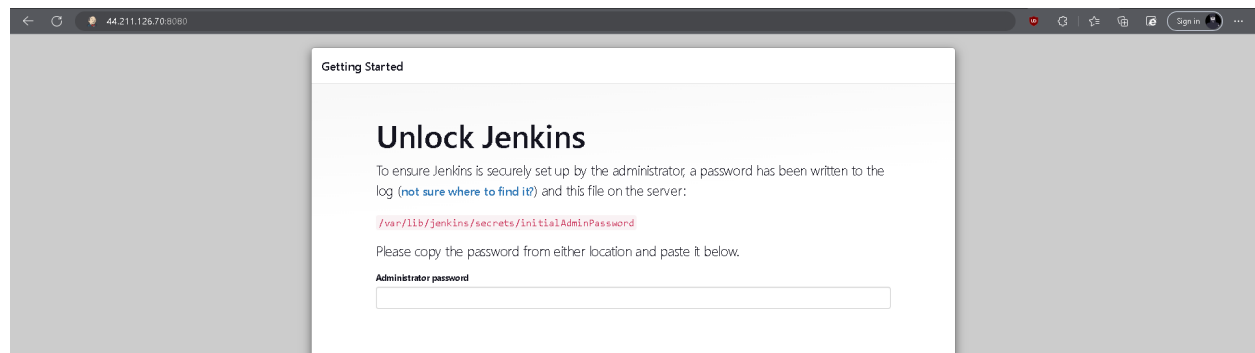 44.211.126.70:8080
Sign in
Getting Started
Unlock Jenkins
To ensure Jenkins is securely set up by the administrator, a password has been written to the
log (not sure where to find it?) and this file on the server:
/var/lib/jenkins/secrets/initialAdminPassword
Please copy the password from either location and paste it below.
Administrator password